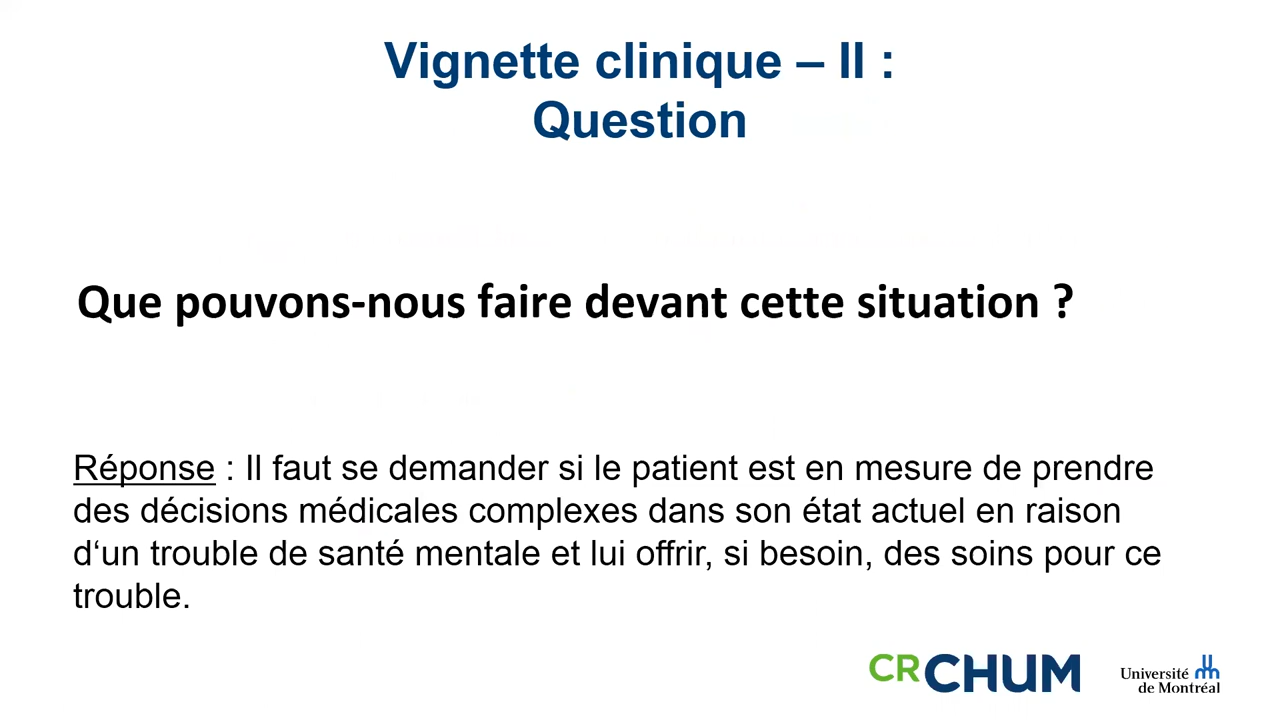 Vignette clinique – II :
Question
Que pouvons-nous faire devant cette situation ?
Réponse : Il faut se demander si le patient est en mesure de prendre
des décisions médicales complexes dans son état actuel en raison
d‘un trouble de santé mentale et lui offrir, si besoin, des soins pour ce
trouble.
CRCHUM
Université
de Montréal